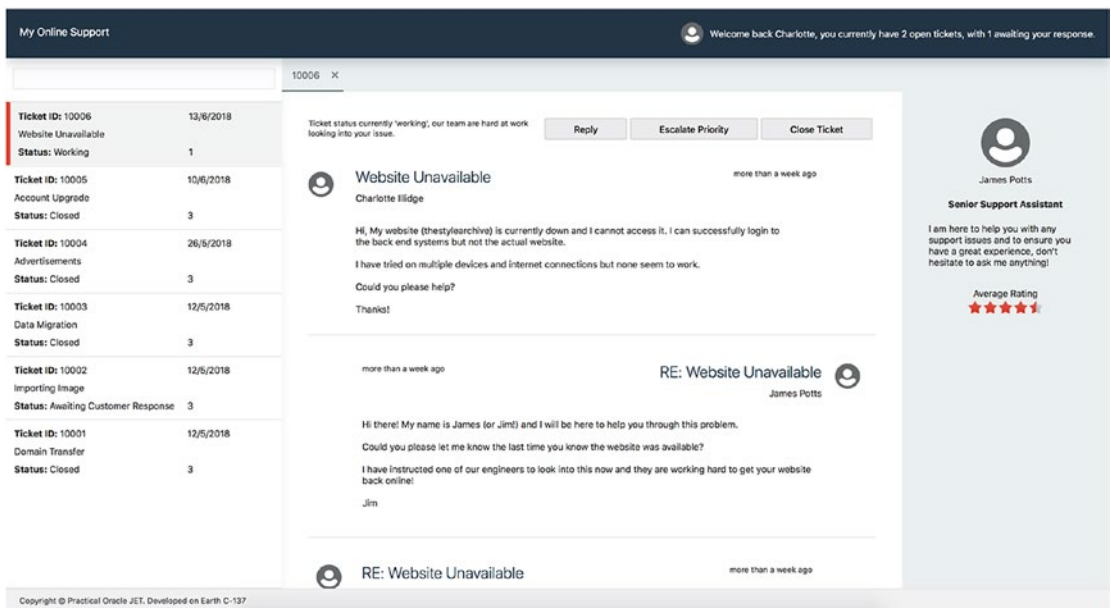 My Online Support
Welcome back Charlotte, you currently have 2 open tickets, with 1 awaiting your response.
10006 ×
Ticket ID: 10006 13/6/2018
Website Unavailable
Status: Working 1
Ticket ID: 10005 10/6/2018
Account Upgrade
Status: Closed 3
Ticket ID: 10004 26/5/2018
Advertisements
Status: Closed 3
Ticket ID: 10003 12/5/2018
Data Migration
Status: Closed 3
Ticket ID: 10002 12/5/2018
Importing Image
Status: Awaiting Customer Response 3
Ticket ID: 10001 12/5/2018
Domain Transfer
Status: Closed 3
Ticket status currently 'working', our team are hard at work
looking into your issue.
Reply
Escalate Priority
Close Ticket
Website Unavailable
more than a week ago
Charlotte Illidge
Hi, My website (thestylearchive) is currently down and I cannot access it. I can successfully login to
the back end systems but not the actual website.
I have tried on multiple devices and internet connections but none seem to work.
Could you please help?
Thanks!
more than a week ago
RE: Website Unavailable
James Potts
Hi there! My name is James (or Jim!) and I will be here to help you through this problem.
Could you please let me know the last time you know the website was available?
I have instructed one of our engineers to look into this now and they are working hard to get your website
back online!
Jim
RE: Website Unavailable
more than a week ago
James Potts
Senior Support Assistant
I am here to help you with any
support issues and to ensure you
have a great experience, don't
hesitate to ask me anything!
Average Rating
Copyright © Practical Oracle JET. Developed on Earth C-137